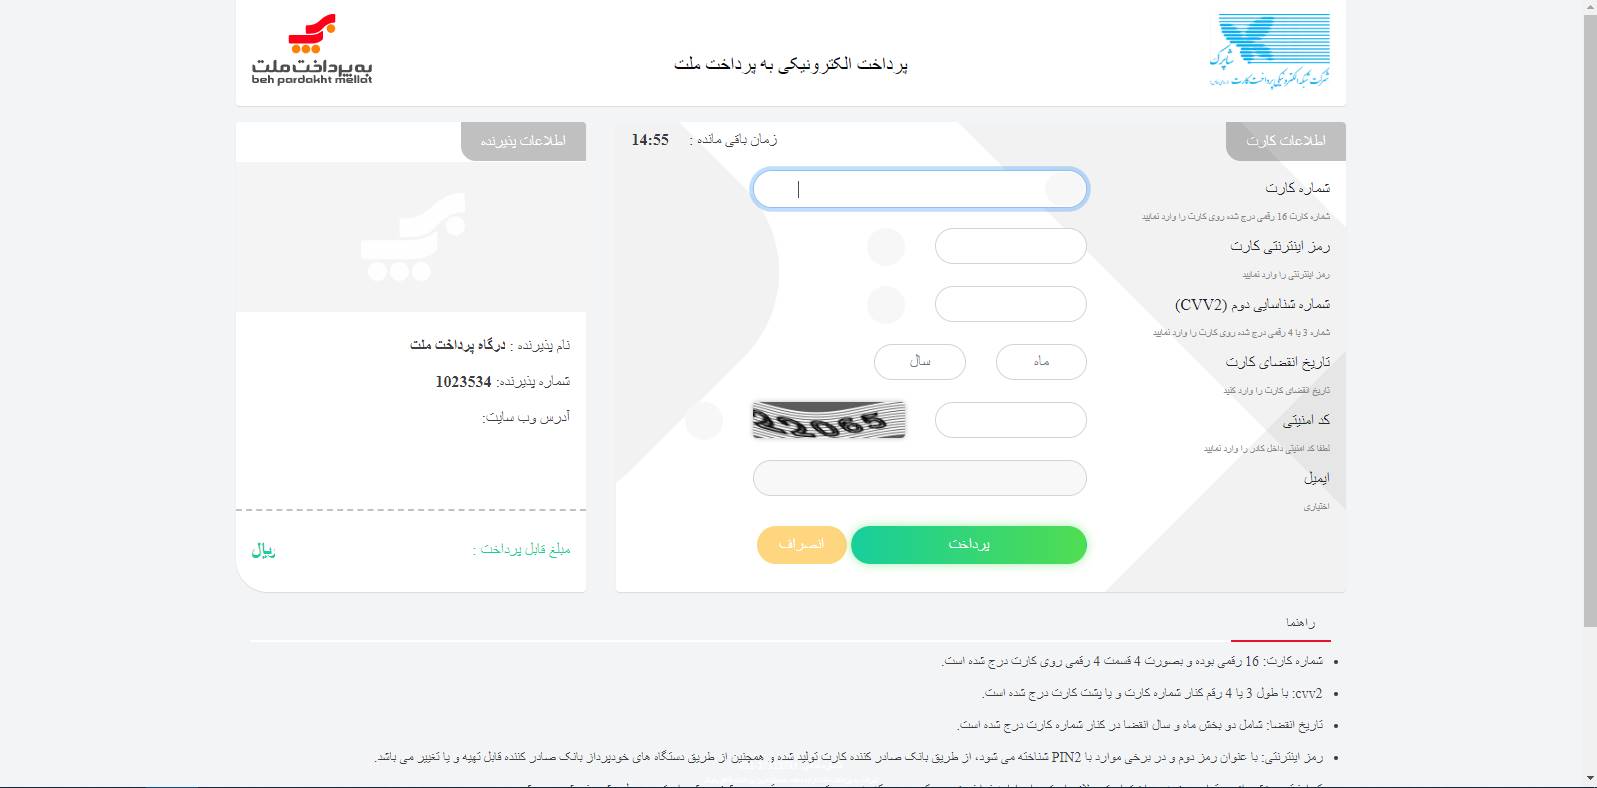 به پرداخت ملت
beh pardakht mellat
پرداخت الکترونیکی به پرداخت ملت
شاپرک
شرکت شبکه الکترونیکی پرداخت کارت
اطلاعات کارت
زمان باقی مانده : 14:55
شماره کارت
شماره کارت 16 رقمی درج شده روی کارت را وارد نمایید
رمز اینترنتی کارت
رمز اینترنتی را وارد نمایید
شماره شناسایی دوم (CVV2)
شماره 3 یا 4 رقمی درج شده روی کارت را وارد نمایید
تاریخ انقضای کارت
ماه
سال
تاریخ انقضای کارت را وارد کنید
کد امنیتی
22065
لطفا کد امنیتی داخل کادر را وارد نمایید
ایمیل
اختیاری
پرداخت
انصراف
اطلاعات پذیرنده
نام پذیرنده : درگاه پرداخت ملت
شماره پذیرنده: 1023534
آدرس وب سایت:
مبلغ قابل پرداخت :
ریال
راهنما
شماره کارت: 16 رقمی بوده و بصورت 4 قسمت 4 رقمی روی کارت درج شده است.
cvv2: با طول 3 یا 4 رقم کنار شماره کارت و یا پشت کارت درج شده است.
تاریخ انقضا: شامل دو بخش ماه و سال انقضا در کنار شماره کارت درج شده است.
رمز اینترنتی: با عنوان رمز دوم و در برخی موارد با PIN2 شناخته می شود، از طریق بانک صادر کننده کارت تولید شده و همچنین از طریق دستگاه های خودپرداز بانک صادر کننده قابل تهیه و یا تغییر می باشد.